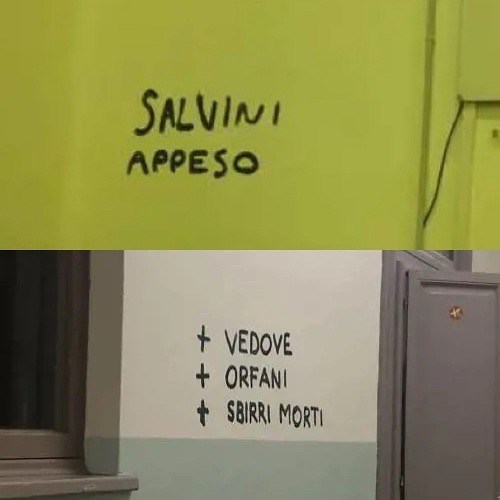 SALVINI
APPESO
+ VEDOVE
+ ORFANI
+ SBIRRI MORTI